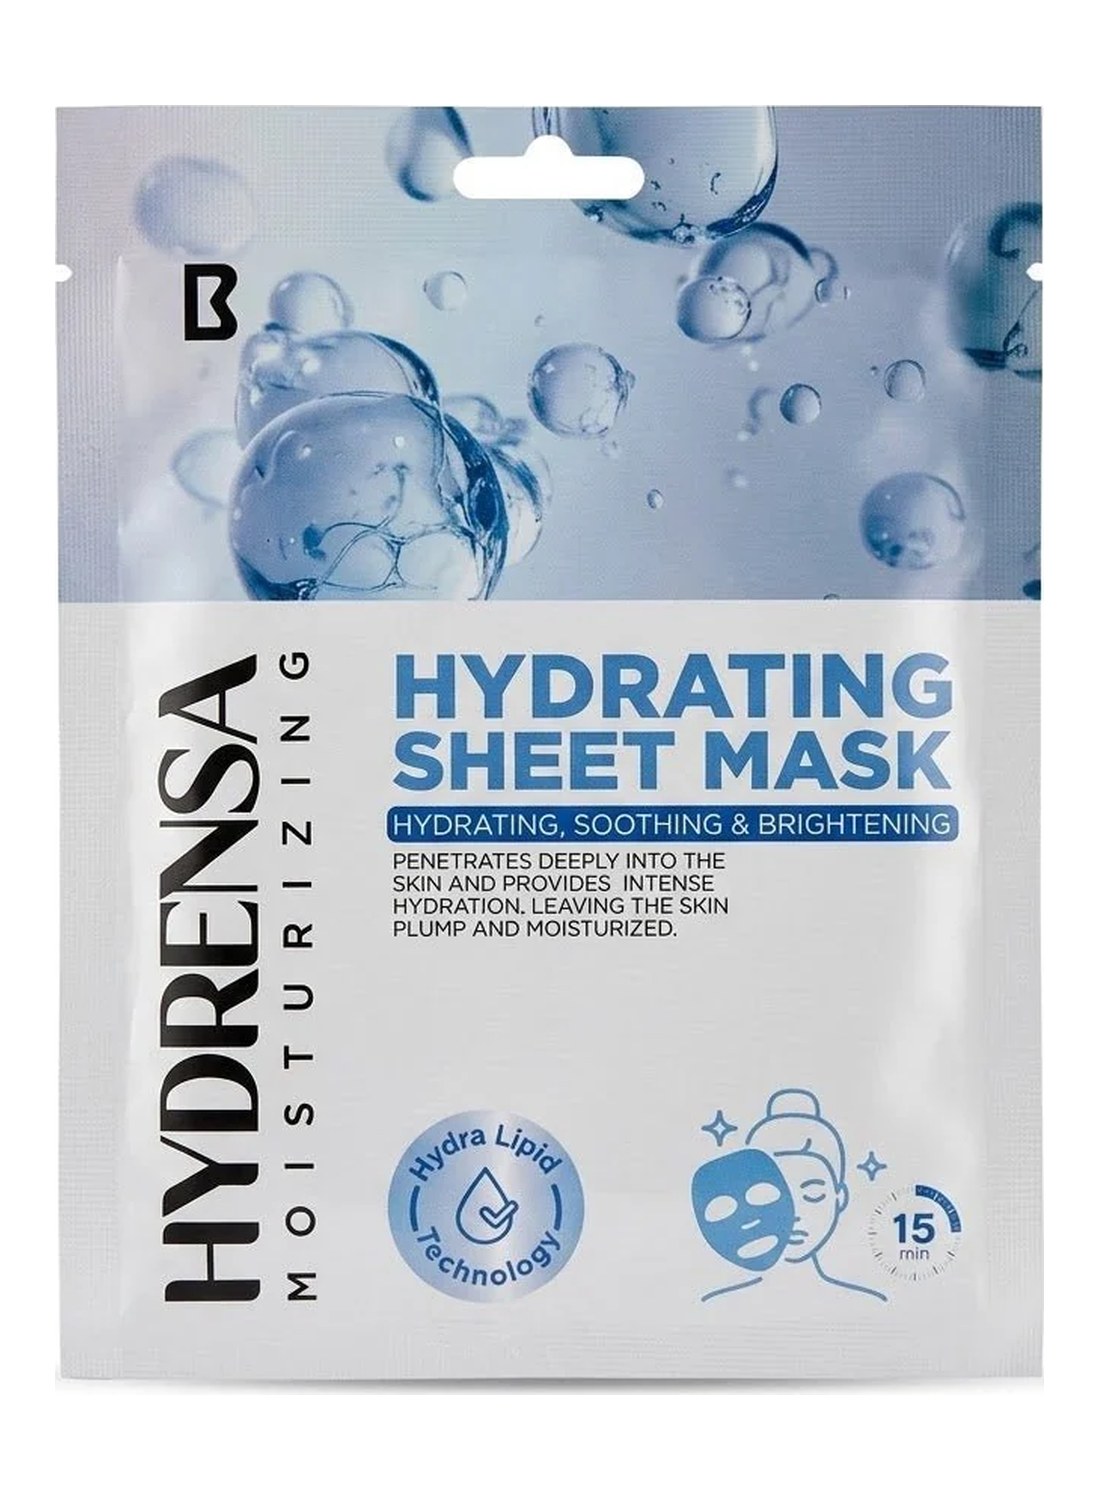 B
HYDRENSA
MOISTURIZING
HYDRATING
SHEET MASK
HYDRATING, SOOTHING & BRIGHTENING
PENETRATES DEEPLY INTO THE
SKIN AND PROVIDES INTENSE
HYDRATION. LEAVING THE SKIN
PLUMP AND MOISTURIZED.
Hydra Lipid
Technology
15
min